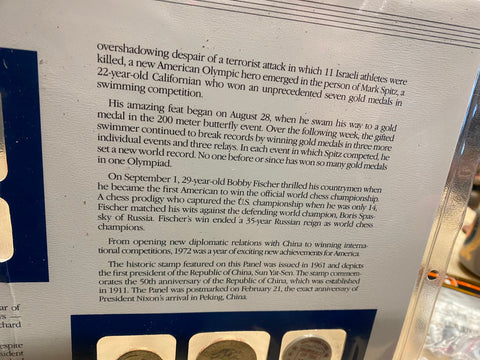 overshadowing despair of a terrorist attack in which 11 Israeli athletes were
killed, a new American Olympic hero emerged in the person of Mark Spitz, a
22-year-old Californian who won an unprecedented seven gold medals in
swimming competition.
His amazing feat began on August 28, when he swam his way to a gold
medal in the 200 meter butterfly event. Over the following week, the gifted
swimmer continued to break records by winning gold medals in three more
individual events and three relays. In each event in which Spitz competed, he
set a new world record. No one before or since has won so many gold medals
in one Olympiad.
On September 1, 29-year-old Bobby Fischer thrilled his countrymen when
he became the first American to win the official world chess championship.
A chess prodigy who captured the U.S. championship when he was only 14,
Fischer matched his wits against the defending world champion, Boris Spas-
sky of Russia. Fischer's win ended a 35-year Russian reign as world chess
champions.
From opening new diplomatic relations with China to winning interna-
tional competitions, 1972 was a year of exciting new achievements for America.
The historic stamp featured on this Panel was issued in 1961 and depicts
the first president of the Republic of China, Sun Yat-Sen. The stamp commem-
orates the 50th anniversary of the Republic of China, which was established
in 1911. The Panel was postmarked on February 21, the exact anniversary of
President Nixon's arrival in Peking, China.
ar of
ys —
chard
espite
sident